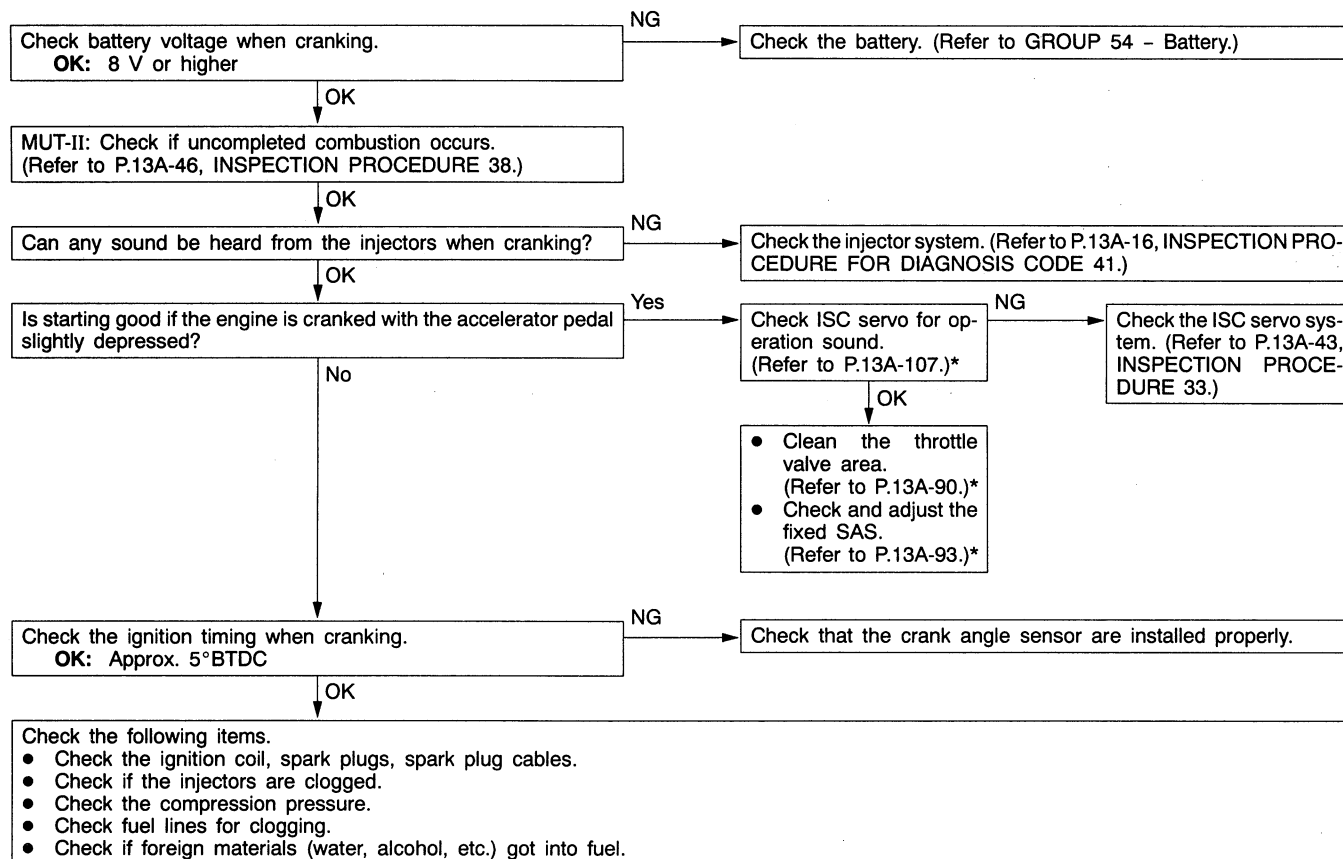 Check battery voltage when cranking.
OK: 8 V or higher
NG
Check the battery. (Refer to GROUP 54 – Battery.)
OK
MUT-II: Check if uncompleted combustion occurs.
(Refer to P.13A-46, INSPECTION PROCEDURE 38.)
OK
Can any sound be heard from the injectors when cranking?
NG
Check the injector system. (Refer to P.13A-16, INSPECTION PRO-
CEDURE FOR DIAGNOSIS CODE 41.)
OK
Is starting good if the engine is cranked with the accelerator pedal
slightly depressed?
Yes
Check ISC servo for op-
eration sound.
(Refer to P.13A-107.)*
NG
Check the ISC servo sys-
tem. (Refer to P.13A-43,
INSPECTION PROCE-
DURE 33.)
OK
● Clean the throttle
valve area.
(Refer to P.13A-90.)*
● Check and adjust the
fixed SAS.
(Refer to P.13A-93.)*
No
Check the ignition timing when cranking.
OK: Approx. 5°BTDC
NG
Check that the crank angle sensor are installed properly.
OK
Check the following items.
● Check the ignition coil, spark plugs, spark plug cables.
● Check if the injectors are clogged.
● Check the compression pressure.
● Check fuel lines for clogging.
● Check if foreign materials (water, alcohol, etc.) got into fuel.